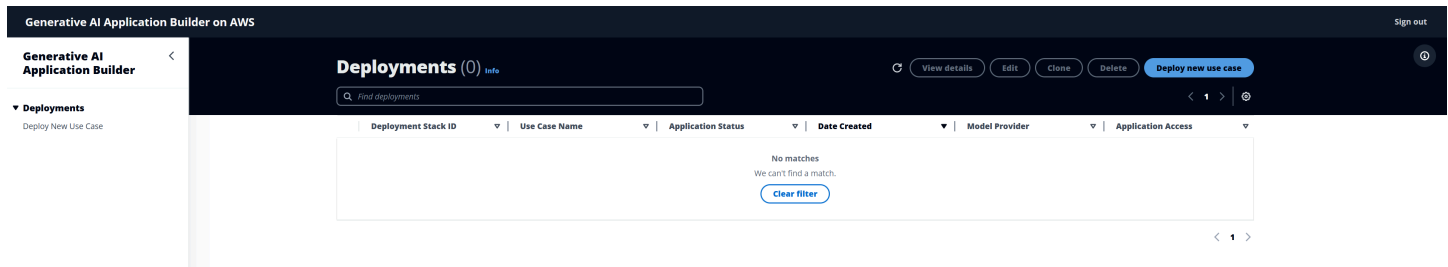 Generative AI Application Builder on AWS
Sign out
Generative AI
Application Builder
Deployments
Deploy New Use Case
Deployments (0) Info
View details
Edit
Clone
Delete
Deploy new use case
Find deployments
1
Deployment Stack ID
Use Case Name
Application Status
Date Created
Model Provider
Application Access
No matches
We can't find a match.
Clear filter
1